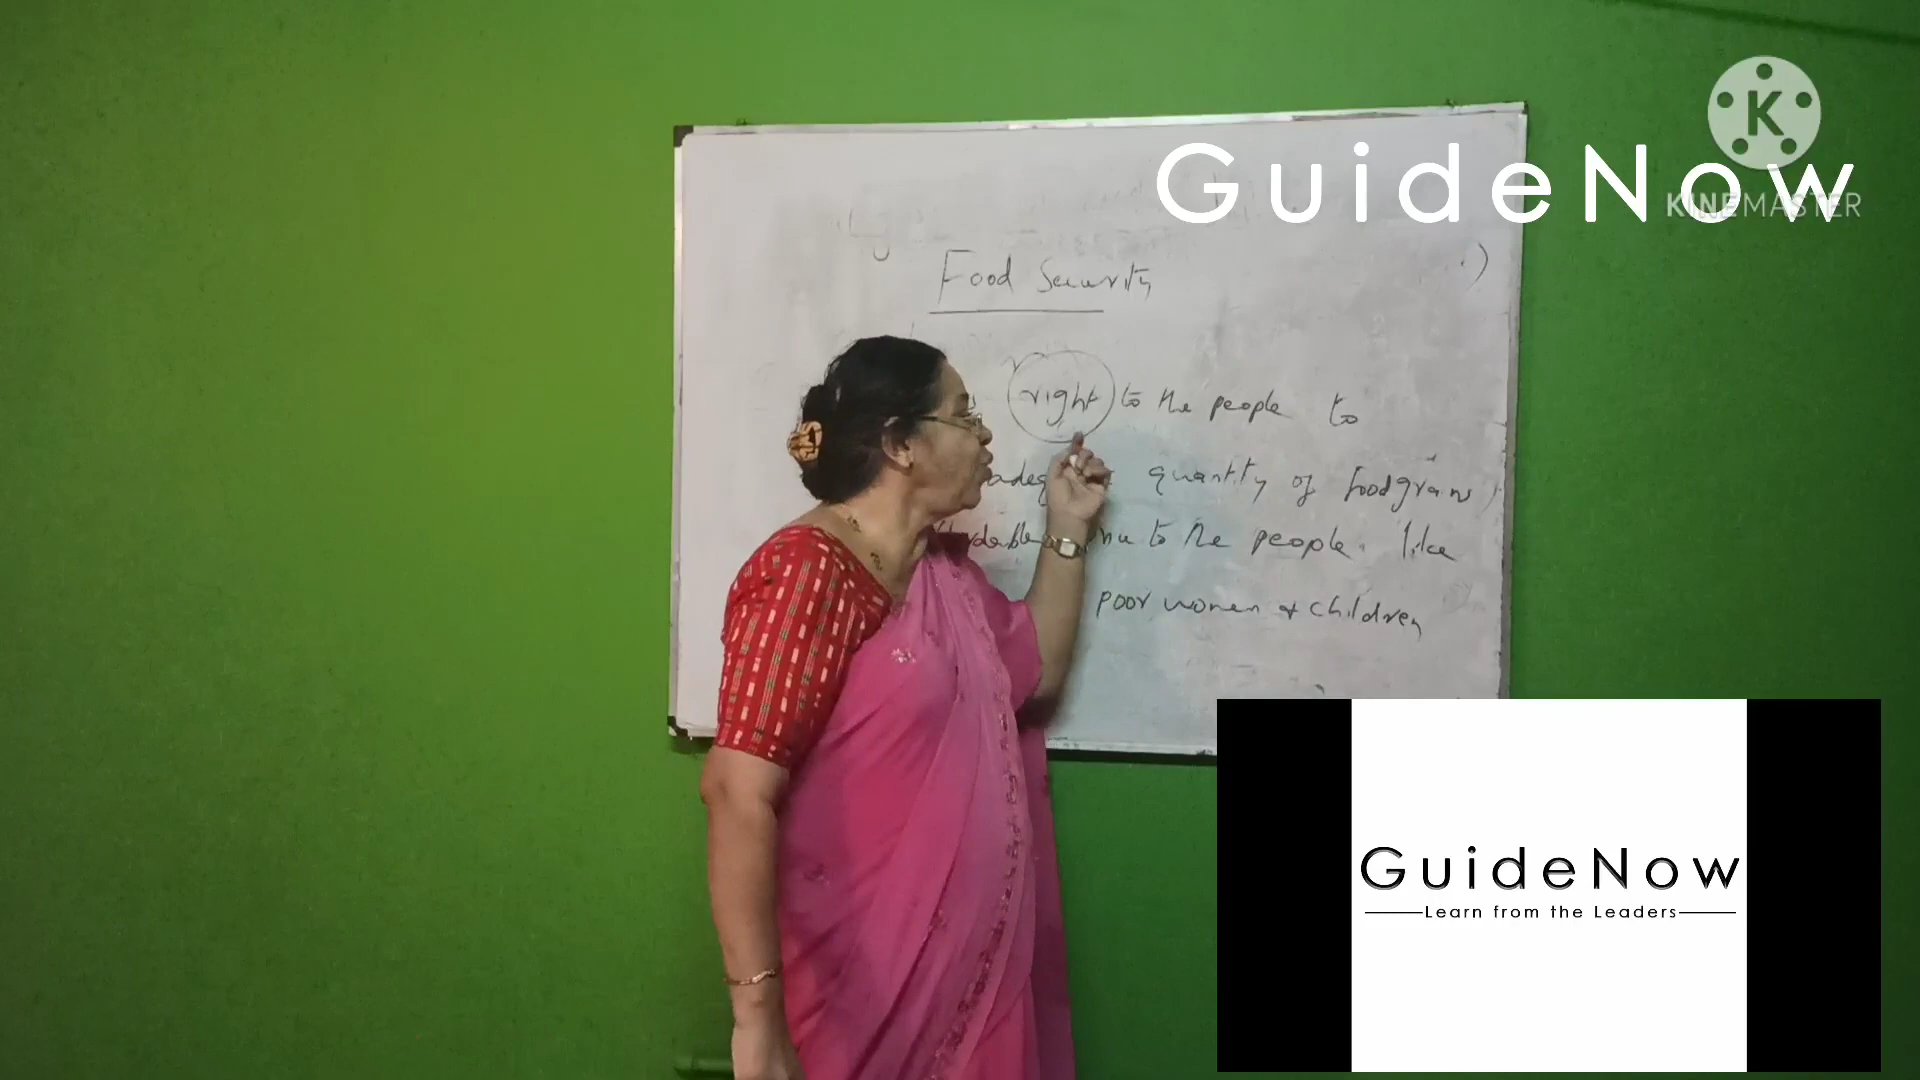 KINEMASTER
GuideNow
Food Security
right to the people to
quantity of foodgrains
to the people. like
poor women & children
GuideNow
Learn from the Leaders